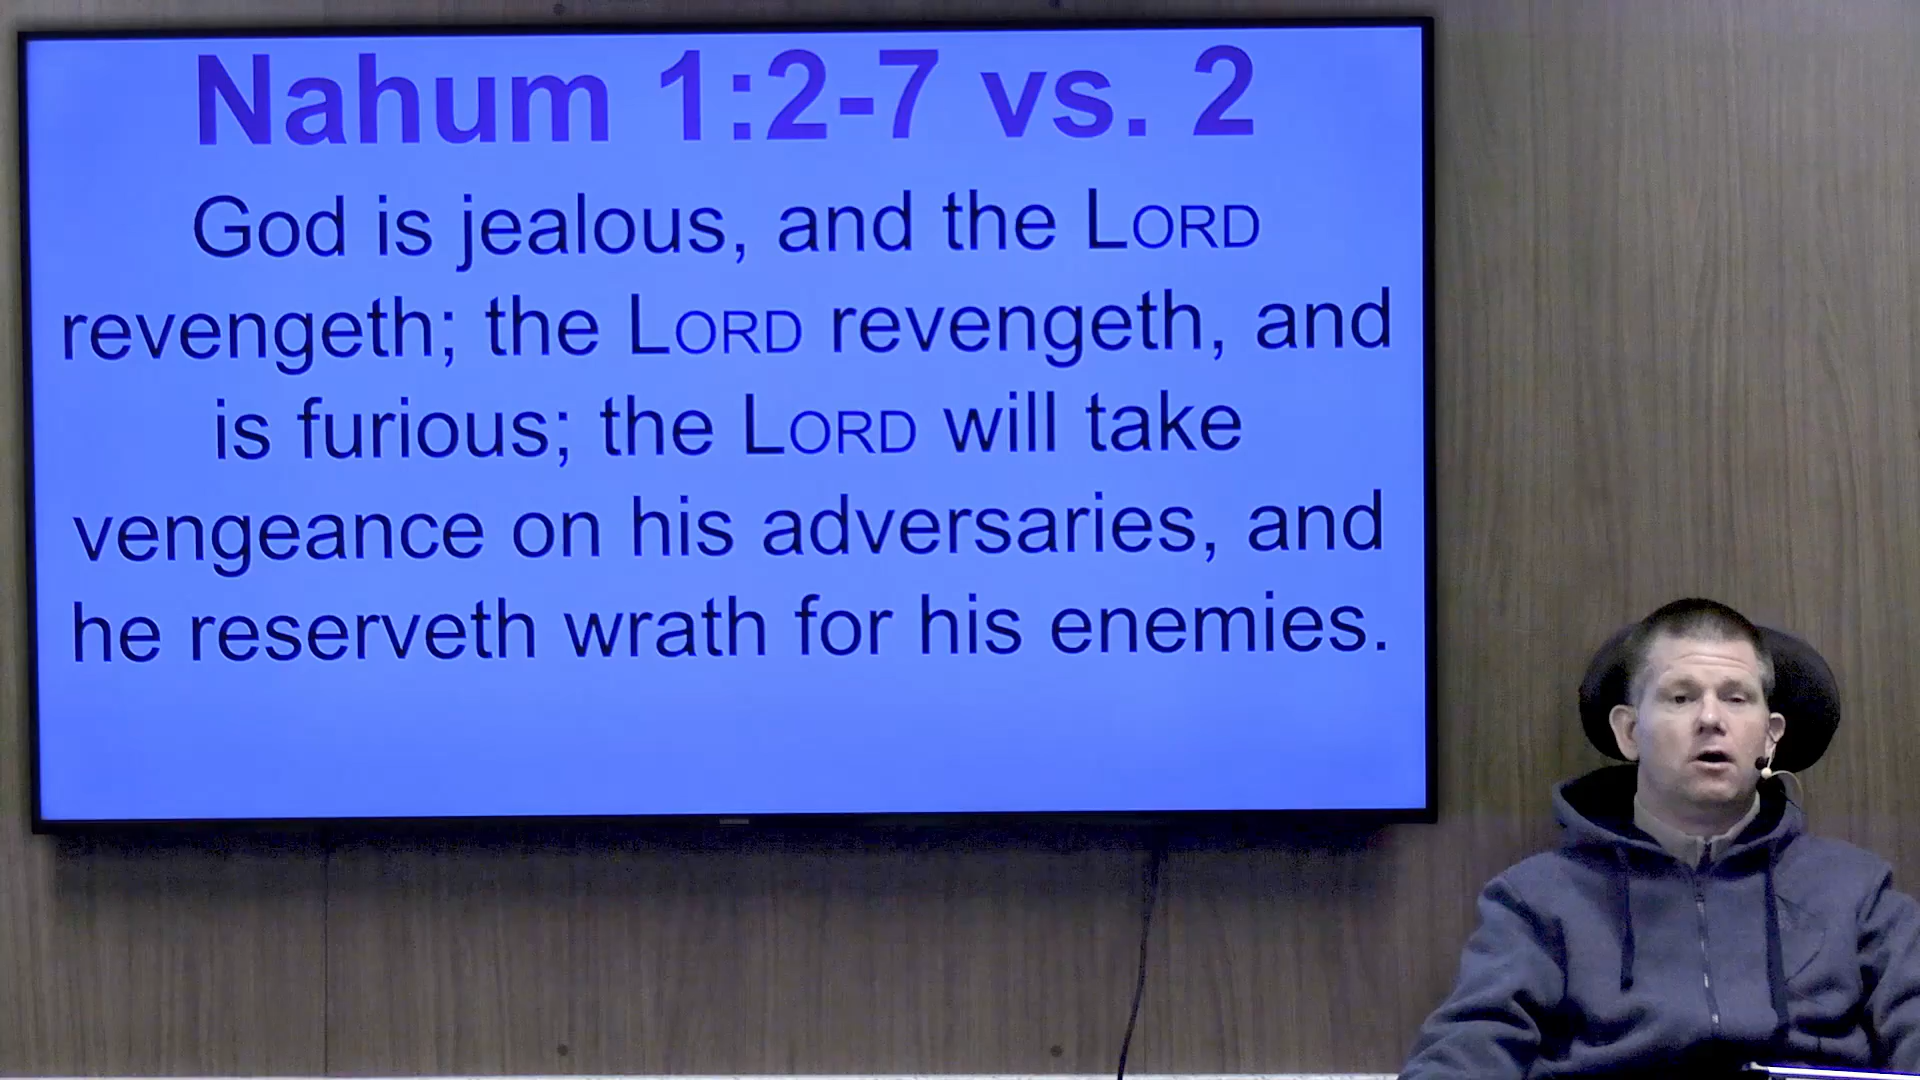 Nahum 1:2-7 vs. 2
God is jealous, and the LORD
revengeth; the LORD revengeth, and
is furious; the LORD will take
vengeance on his adversaries, and
he reserveth wrath for his enemies.